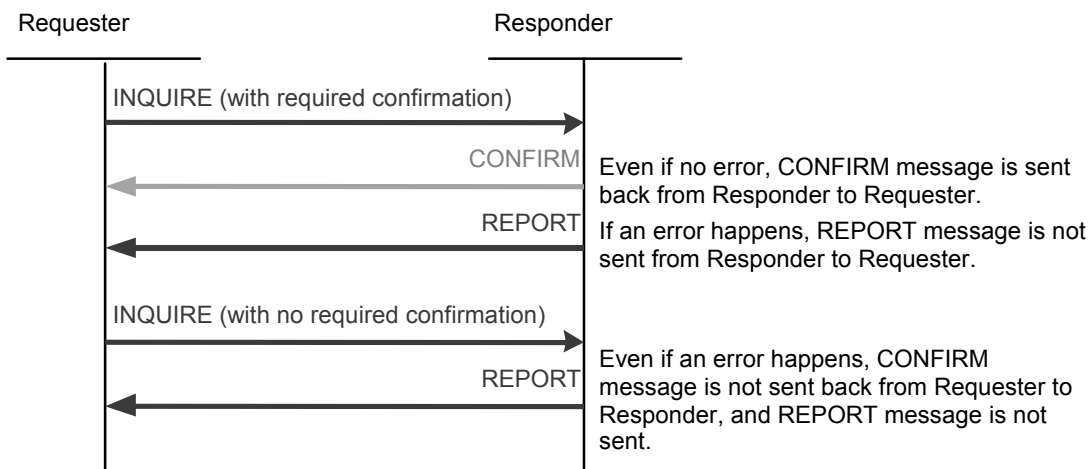 Requester
Responder
INQUIRE (with required confirmation)
CONFIRM
Even if no error, CONFIRM message is sent
back from Responder to Requester.
REPORT
If an error happens, REPORT message is not
sent from Responder to Requester.
INQUIRE (with no required confirmation)
REPORT
Even if an error happens, CONFIRM
message is not sent back from Requester to
Responder, and REPORT message is not
sent.